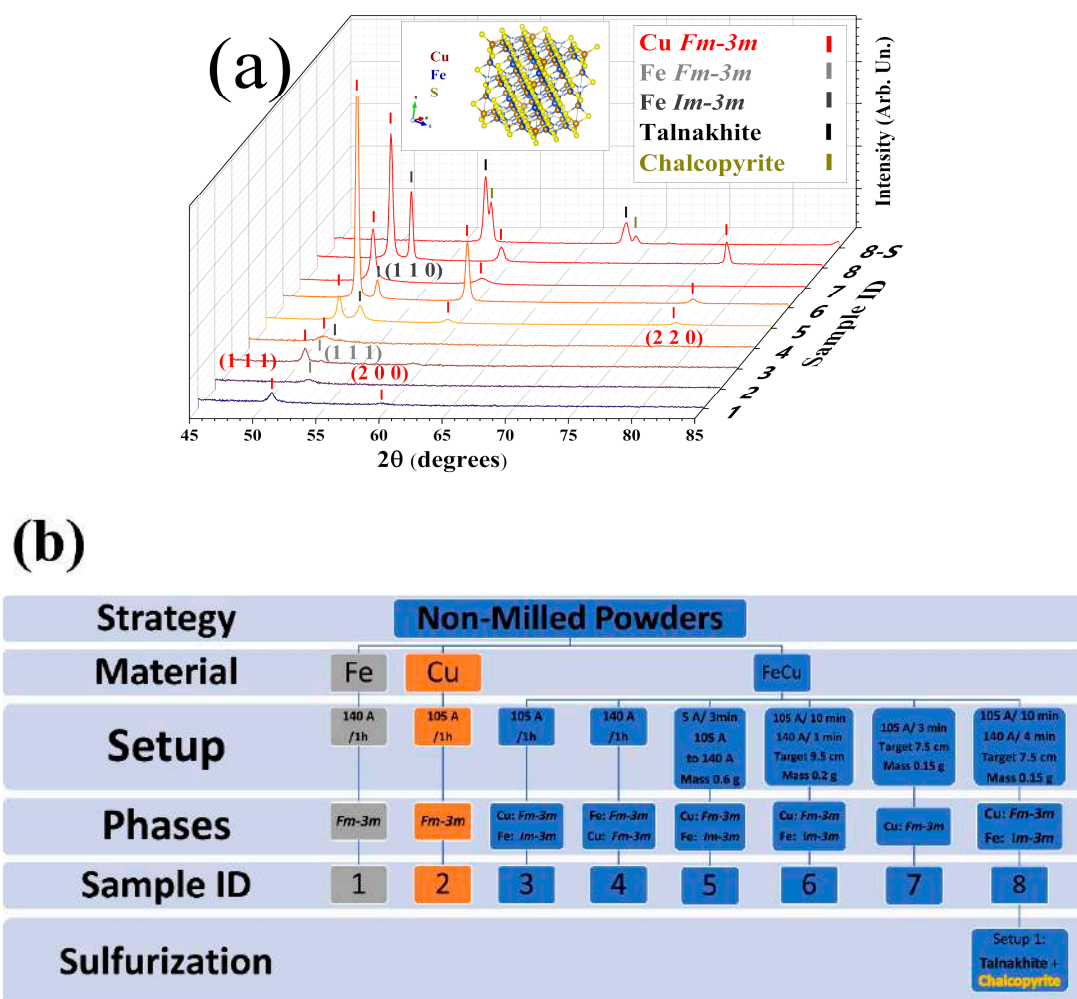 (a)
Cu
Fe
S
Cu Fm-3m
Fe Fm-3m
Fe Im-3m
Talnakhite
Chalcopyrite
Intensity (Arb. Un.)
(1 1 0)
(1 1 1)
(1 1 1)
(2 0 0)
(2 2 0)
8-S
8
7
6
5
4
3
2
1
Sample ID
45 50 55 60 65 70 75 80 85
2θ (degrees)
(b)
Strategy
Non-Milled Powders
Material
Fe
Cu
FeCu
Setup
140 A
/1h
105 A
/1h
105 A
/1h
140 A
/1h
5 A/ 3min
105 A
to 140 A
Mass 0.6 g
105 A/ 10 min
140 A/ 1 min
Target 9.5 cm
Mass 0.2 g
105 A/ 3 min
Target 7.5 cm
Mass 0.15 g
105 A/ 10 min
140 A/ 4 min
Target 7.5 cm
Mass 0.15 g
Phases
Fm-3m
Fm-3m
Cu: Fm-3m
Fe: Im-3m
Fe: Fm-3m
Cu: Fm-3m
Cu: Fm-3m
Fe: Im-3m
Cu: Fm-3m
Fe: Im-3m
Cu: Fm-3m
Cu: Fm-3m
Fe: Im-3m
Sample ID
1
2
3
4
5
6
7
8
Sulfurization
Setup 1:
Talnakhite +
Chalcopyrite